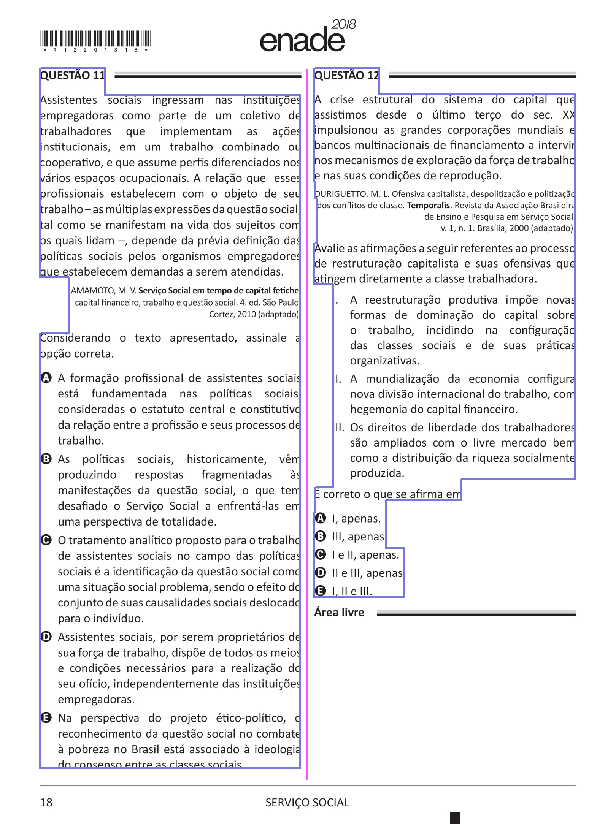 enade 2018
*R1220181 8*
QUESTÃO 11
Assistentes sociais ingressam nas instituições
empregadoras como parte de um coletivo de
trabalhadores que implementam as ações
institucionais, em um trabalho combinado ou
cooperativo, e que assume perfis diferenciados nos
vários espaços ocupacionais. A relação que esses
profissionais estabelecem com o objeto de seu
trabalho – as múltiplas expressões da questão social,
tal como se manifestam na vida dos sujeitos com
os quais lidam –, depende da prévia definição das
políticas sociais pelos organismos empregadores
que estabelecem demandas a serem atendidas.
IAMAMOTO, M. V. Serviço Social em tempo de capital fetiche:
capital financeiro, trabalho e questão social. 4. ed. São Paulo:
Cortez, 2010 (adaptado).
Considerando o texto apresentado, assinale a
opção correta.
A A formação profissional de assistentes sociais
está fundamentada nas políticas sociais,
consideradas o estatuto central e constitutivo
da relação entre a profissão e seus processos de
trabalho.
B As políticas sociais, historicamente, vêm
produzindo respostas fragmentadas às
manifestações da questão social, o que tem
desafiado o Serviço Social a enfrentá-las em
uma perspectiva de totalidade.
C O tratamento analítico proposto para o trabalho
de assistentes sociais no campo das políticas
sociais é a identificação da questão social como
uma situação social problema, sendo o efeito do
conjunto de suas causalidades sociais deslocado
para o indivíduo.
D Assistentes sociais, por serem proprietários de
sua força de trabalho, dispõe de todos os meios
e condições necessários para a realização do
seu ofício, independentemente das instituições
empregadoras.
E Na perspectiva do projeto ético-político, o
reconhecimento da questão social no combate
à pobreza no Brasil está associado à ideologia
do consenso entre as classes sociais.
QUESTÃO 12
A crise estrutural do sistema do capital que
assistimos desde o último terço do sec. XX
impulsionou as grandes corporações mundiais e
bancos multinacionais de financiamento a intervir
nos mecanismos de exploração da força de trabalho
e nas suas condições de reprodução.
DURIGUETTO, M. L. Ofensiva capitalista, despolitização e politização
dos conflitos de classe. Temporalis. Revista da Associação Brasileira
de Ensino e Pesquisa em Serviço Social.
v. 1, n. 1. Brasília, 2000 (adaptado).
Avalie as afirmações a seguir referentes ao processo
de restruturação capitalista e suas ofensivas que
atingem diretamente a classe trabalhadora.
I. A reestruturação produtiva impõe novas
formas de dominação do capital sobre
o trabalho, incidindo na configuração
das classes sociais e de suas práticas
organizativas.
II. A mundialização da economia configura
nova divisão internacional do trabalho, com
hegemonia do capital financeiro.
III. Os direitos de liberdade dos trabalhadores
são ampliados com o livre mercado bem
como a distribuição da riqueza socialmente
produzida.
É correto o que se afirma em
A I, apenas.
B III, apenas.
C I e II, apenas.
D II e III, apenas.
E I, II e III.
Área livre
18
SERVIÇO SOCIAL